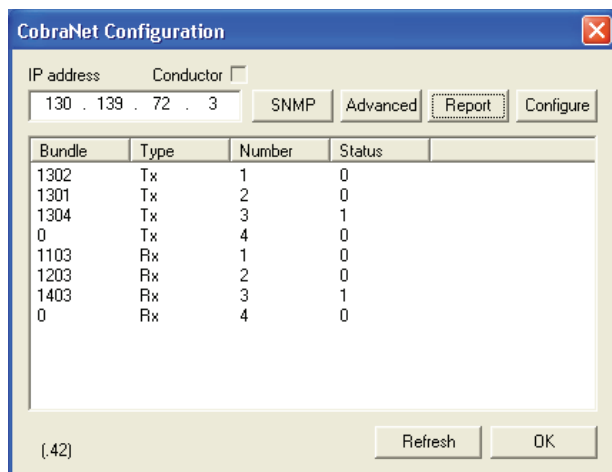 CobraNet Configuration
IP address Conductor
130 . 139 . 72 . 3 SNMP Advanced Report Configure
Bundle Type Number Status
1302 Tx 1 0
1301 Tx 2 0
1304 Tx 3 1
0 Tx 4 0
1103 Rx 1 0
1203 Rx 2 0
1403 Rx 3 1
0 Rx 4 0
(.42) Refresh OK